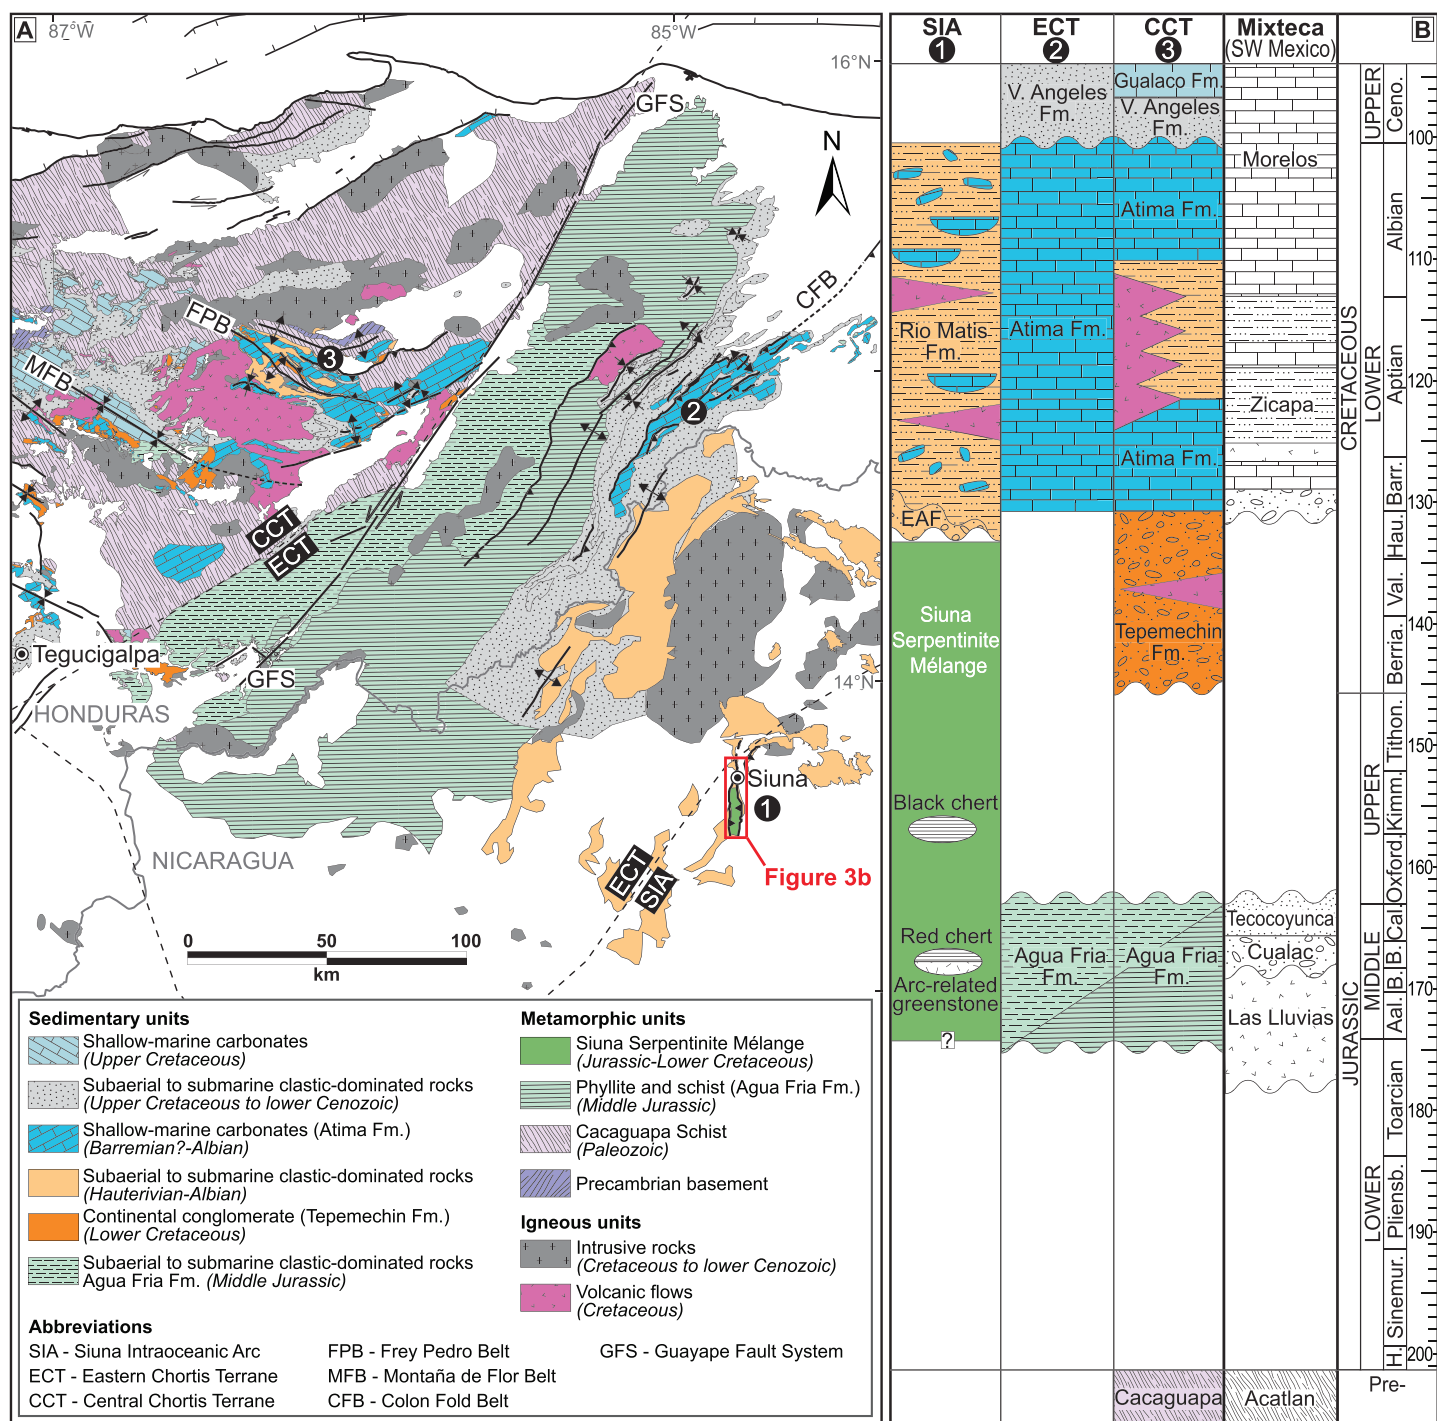 A
87°W
85°W
16°N
GFS
N
CFB
FPB
3
MFB
2
CCT
ECT
Tegucigalpa
GFS
14°N
HONDURAS
Siuna
1
NICARAGUA
ECT
SIA
Figure 3b
0 50 100
km
Sedimentary units
Shallow-marine carbonates
(Upper Cretaceous)
Subaerial to submarine clastic-dominated rocks
(Upper Cretaceous to lower Cenozoic)
Shallow-marine carbonates (Atima Fm.)
(Barremian?-Albian)
Subaerial to submarine clastic-dominated rocks
(Hauterivian-Albian)
Continental conglomerate (Tepemechin Fm.)
(Lower Cretaceous)
Subaerial to submarine clastic-dominated rocks
Agua Fria Fm. (Middle Jurassic)
Metamorphic units
Siuna Serpentinite Mélange
(Jurassic-Lower Cretaceous)
Phyllite and schist (Agua Fria Fm.)
(Middle Jurassic)
Cacaguapa Schist
(Paleozoic)
Precambrian basement
Igneous units
Intrusive rocks
(Cretaceous to lower Cenozoic)
Volcanic flows
(Cretaceous)
Abbreviations
SIA - Siuna Intraoceanic Arc
ECT - Eastern Chortis Terrane
CCT - Central Chortis Terrane
FPB - Frey Pedro Belt
MFB - Montaña de Flor Belt
CFB - Colon Fold Belt
GFS - Guayape Fault System
B
SIA
1
ECT
2
CCT
3
Mixteca
(SW Mexico)
Rio Matis
Fm.
EAF
Siuna
Serpentinite
Mélange
Black chert
Red chert
Arc-related
greenstone
?
V. Angeles
Fm.
Atima Fm.
Agua Fria
Fm.
Gualaco Fm.
V. Angeles
Fm.
Atima Fm.
Atima Fm.
Tepemechin
Fm.
Agua Fria
Fm.
Cacaguapa
Morelos
Zicapa
Tecocoyunca
Cualac
Las Lluvias
Acatlan
CRETACEOUS
JURASSIC
UPPER
LOWER
UPPER
MIDDLE
LOWER
Ceno.
Albian
Aptian
Barr.
Hau.
Val.
Berria.
Tithon.
Kimm.
Oxford.
Cal.
B.
B.
Aal.
Toarcian
Pliensb.
Sinemur.
H.
Pre-
100
110
120
130
140
150
160
170
180
190
200